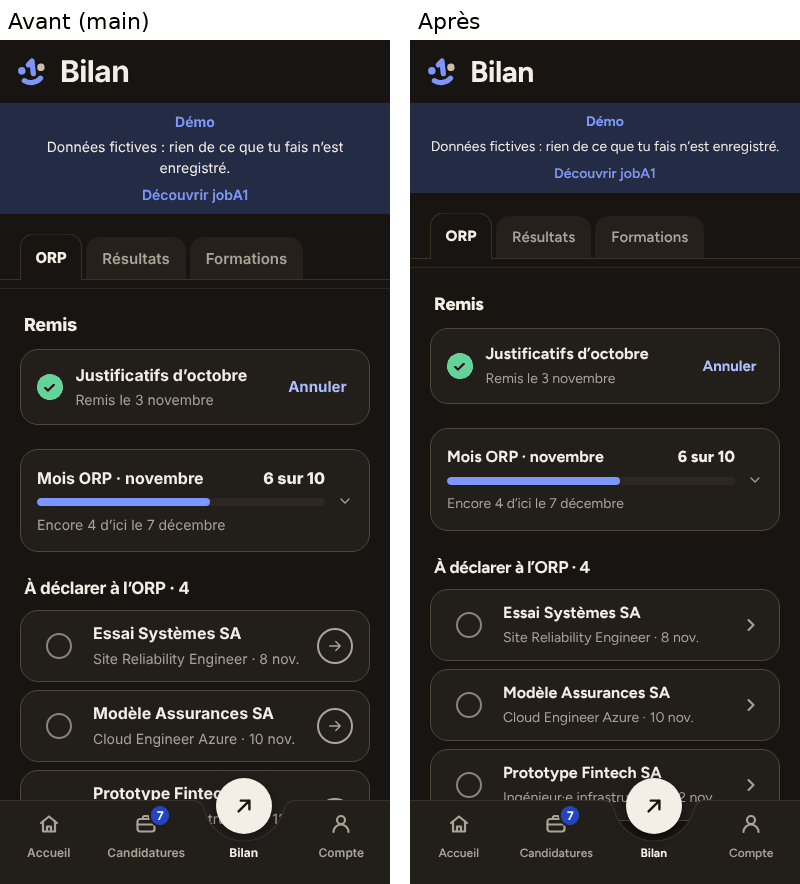 Avant (main)
Bilan
Démo
Données fictives : rien de ce que tu fais n’est
enregistré.
Découvrir jobA1
ORP
Résultats
Formations
Remis
Justificatifs d’octobre
Remis le 3 novembre
Annuler
Mois ORP · novembre
6 sur 10
Encore 4 d’ici le 7 décembre
À déclarer à l’ORP · 4
Essai Systèmes SA
Site Reliability Engineer · 8 nov.
Modèle Assurances SA
Cloud Engineer Azure · 10 nov.
Prototype
7
Accueil
Candidatures
Bilan
Compte
Après
Bilan
Démo
Données fictives : rien de ce que tu fais n’est enregistré.
Découvrir jobA1
ORP
Résultats
Formations
Remis
Justificatifs d’octobre
Remis le 3 novembre
Annuler
Mois ORP · novembre
6 sur 10
Encore 4 d’ici le 7 décembre
À déclarer à l’ORP · 4
Essai Systèmes SA
Site Reliability Engineer · 8 nov.
Modèle Assurances SA
Cloud Engineer Azure · 10 nov.
Prototype Fintech SA
Ingénieur·e nov.
7
Accueil
Candidatures
Bilan
Compte